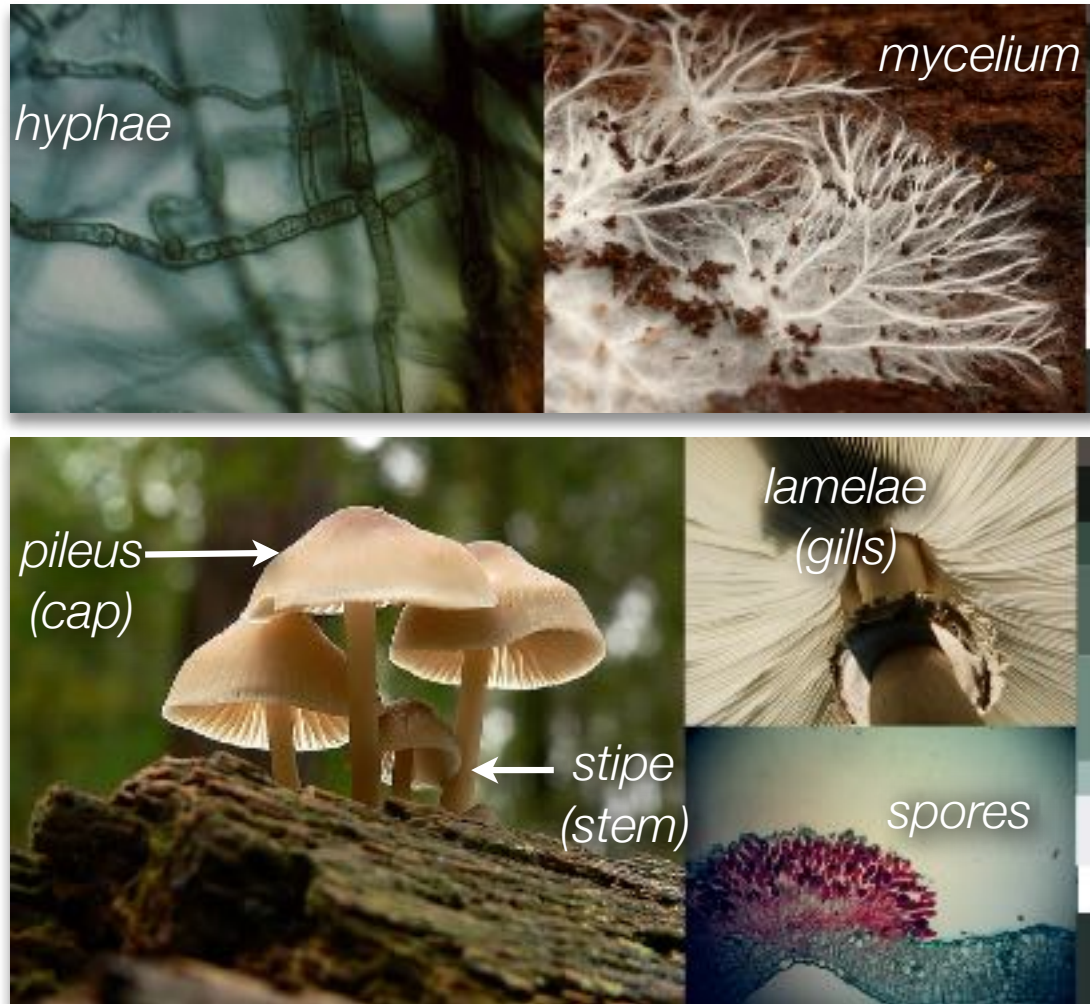 hyphae
mycelium
pileus
(cap)
lamelae
(gills)
stipe
(stem)
spores